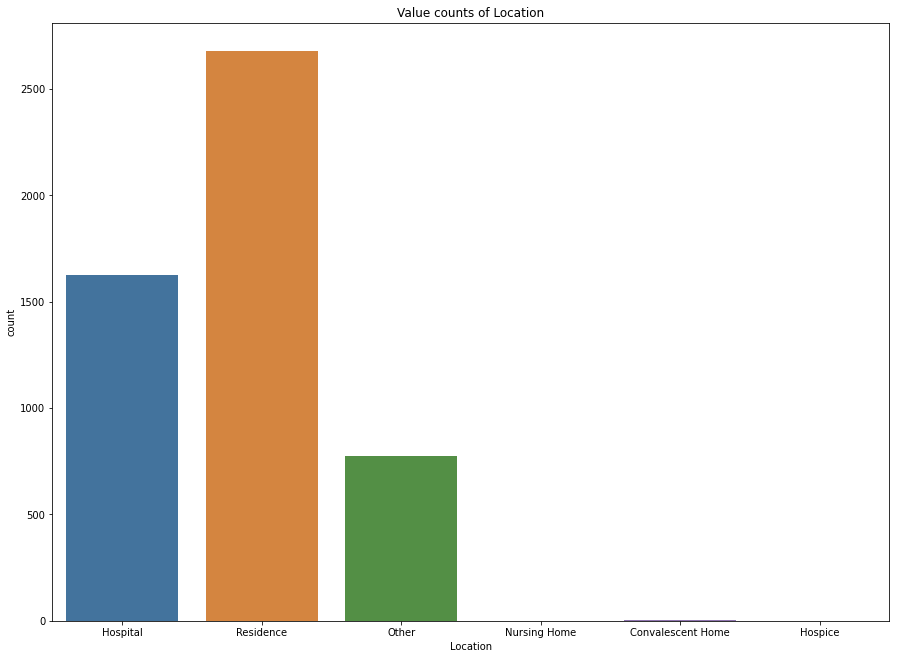 Value counts of Location
2500
2000
1500
1000
500
0
count
Hospital Residence Other Nursing Home Convalescent Home Hospice
Location